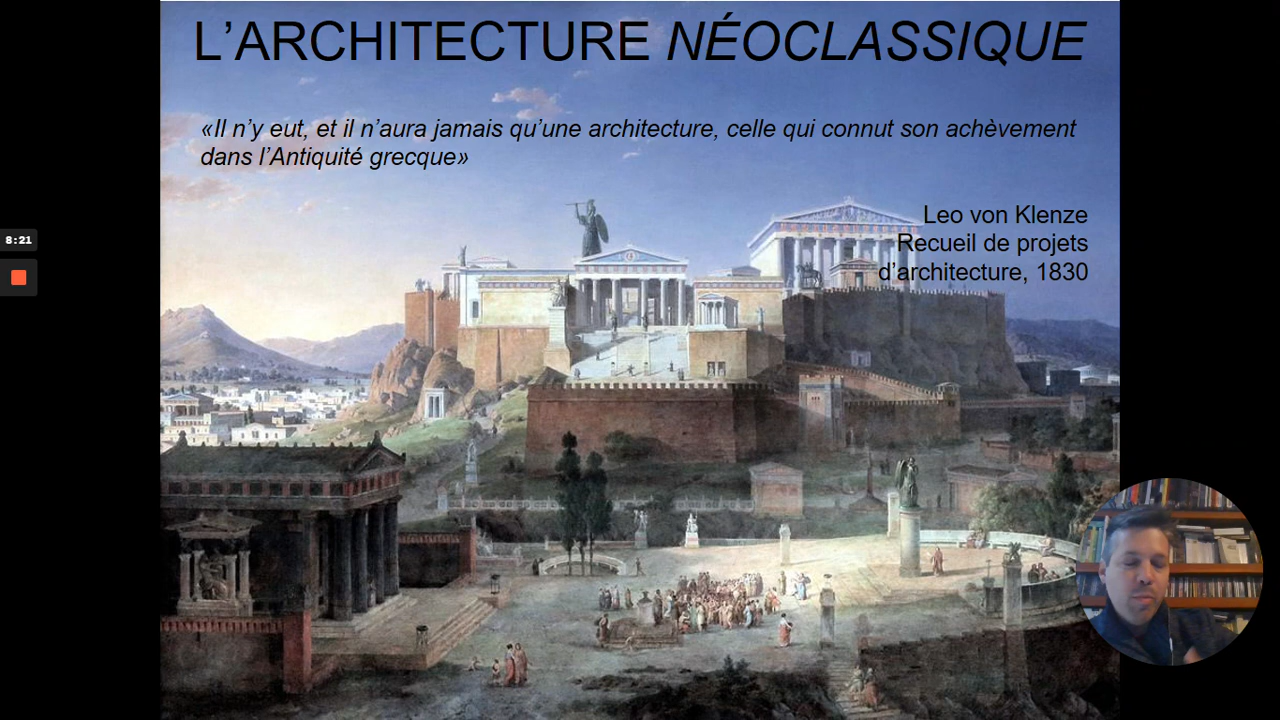 L'ARCHITECTURE NÉOCLASSIQUE
«Il n'y eut, et il n'aura jamais qu'une architecture, celle qui connut son achèvement
dans l'Antiquité grecque»
Leo von Klenze
Recueil de projets
d'architecture, 1830
8:21